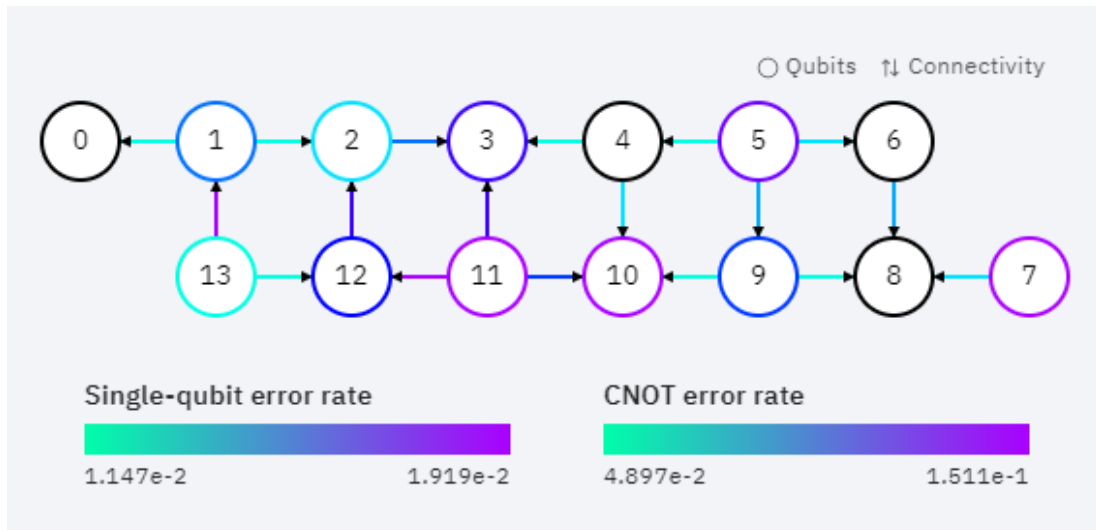 Qubits Connectivity
0 1 2 3 4 5 6
13 12 11 10 9 8 7
Single-qubit error rate CNOT error rate
1.147e-2 1.919e-2 4.897e-2 1.511e-1